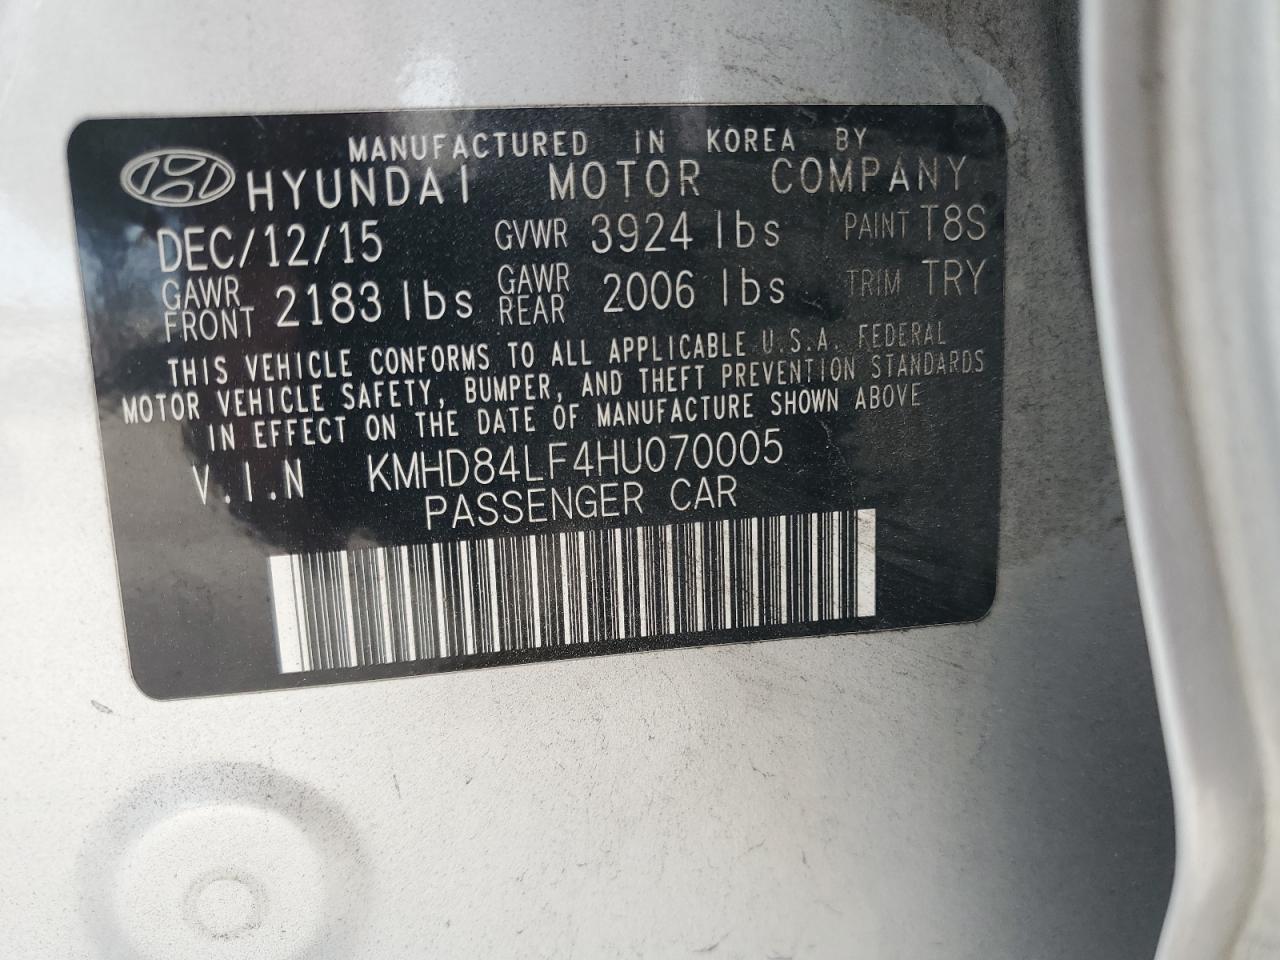 MANUFACTURED IN KOREA BY
HYUNDAI MOTOR COMPANY
DEC/12/15 GVWR 3924 lbs PAINT T8S
GAWR FRONT 2183 lbs GAWR REAR 2006 lbs TRIM TRY
THIS VEHICLE CONFORMS TO ALL APPLICABLE U.S.A. FEDERAL
MOTOR VEHICLE SAFETY, BUMPER, AND THEFT PREVENTION STANDARDS
IN EFFECT ON THE DATE OF MANUFACTURE SHOWN ABOVE
V.I.N KMHD84LF4HU070005
PASSENGER CAR